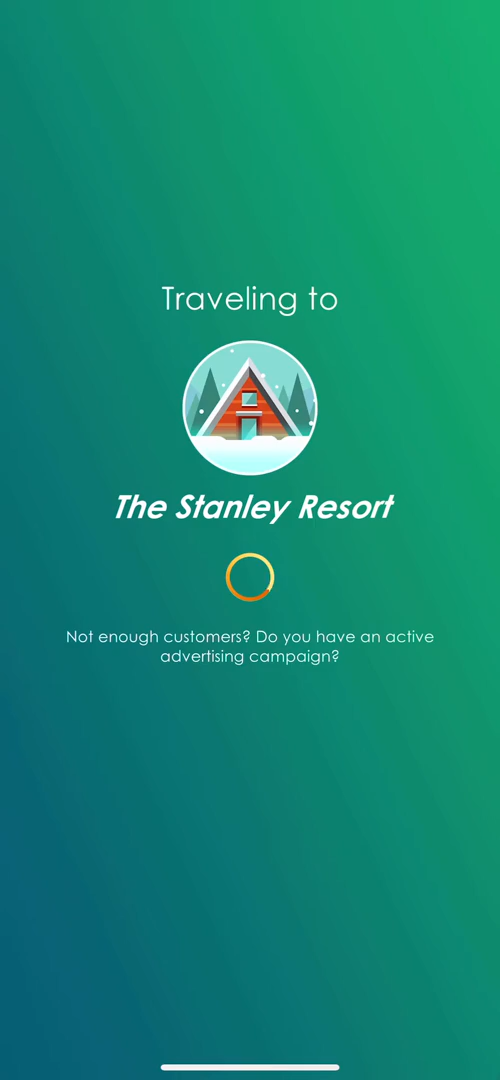 Traveling to
The Stanley Resort
Not enough customers? Do you have an active
advertising campaign?